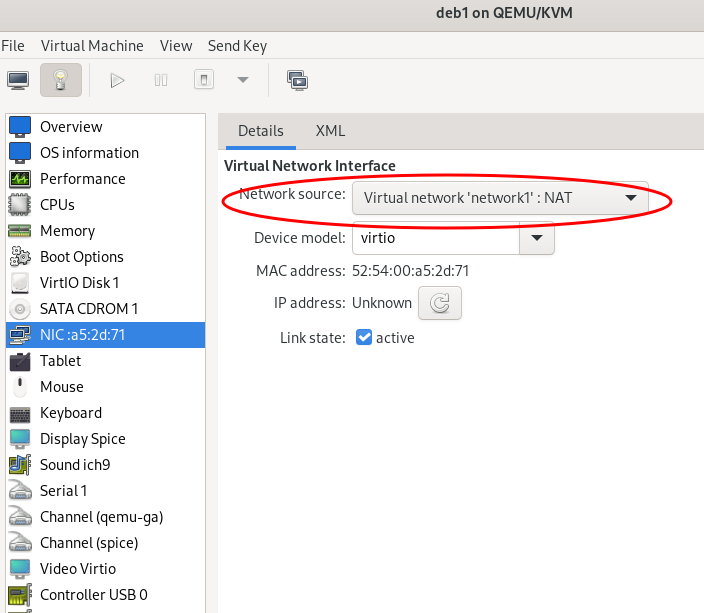 deb1 on QEMU/KVM
File Virtual Machine View Send Key
Overview
OS information
Performance
CPUs
Memory
Boot Options
VirtIO Disk 1
SATA CDROM 1
NIC :a5:2d:71
Tablet
Mouse
Keyboard
Display Spice
Sound ich9
Serial 1
Channel (qemu-ga)
Channel (spice)
Video Virtio
Controller USB 0
Details XML
Virtual Network Interface
Network source: Virtual network 'network1' : NAT
Device model: virtio
MAC address: 52:54:00:a5:2d:71
IP address: Unknown
Link state: active